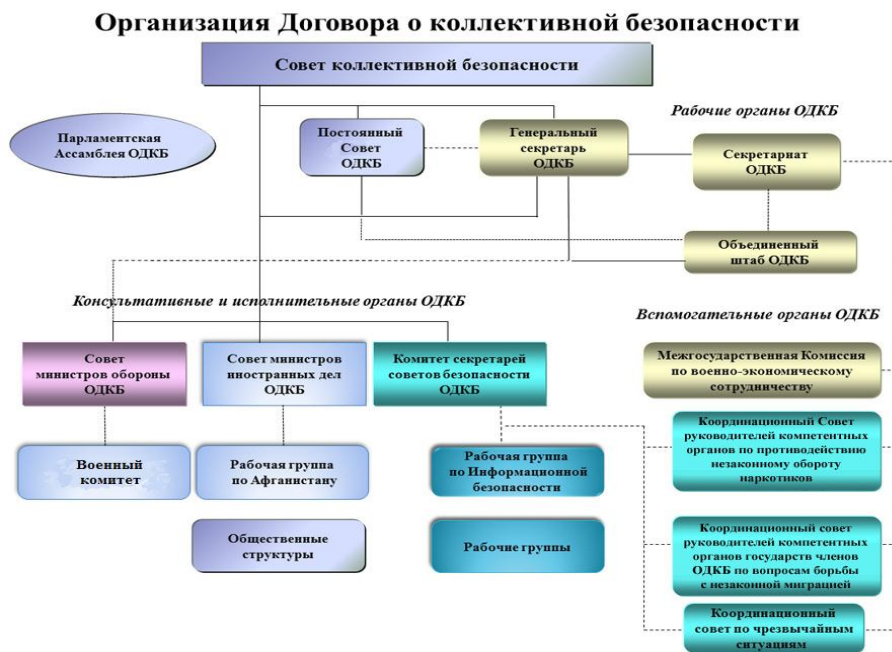 Организация Договора о коллективной безопасности
Совет коллективной безопасности
Рабочие органы ОДКБ
Парламентская
Ассамблея ОДКБ
Постоянный
Совет
ОДКБ
Генеральный
секретарь
ОДКБ
Секретариат
ОДКБ
Объединенный
штаб ОДКБ
Консультативные и исполнительные органы ОДКБ
Вспомогательные органы ОДКБ
Совет
министров обороны
ОДКБ
Совет министров
иностранных дел
ОДКБ
Комитет секретарей
советов безопасности
ОДКБ
Межгосударственная Комиссия
по военно-экономическому
сотрудничеству
Военный
комитет
Рабочая группа
по Афганистану
Рабочая группа
по Информационной
безопасности
Координационный Совет
руководителей компетентных
органов по противодействию
незаконному обороту
наркотиков
Общественные
структуры
Рабочие группы
Координационный совет
руководителей компетентных
органов государств членов
ОДКБ по вопросам борьбы
с незаконной миграцией
Координационный
совет по чрезвычайным
ситуациям